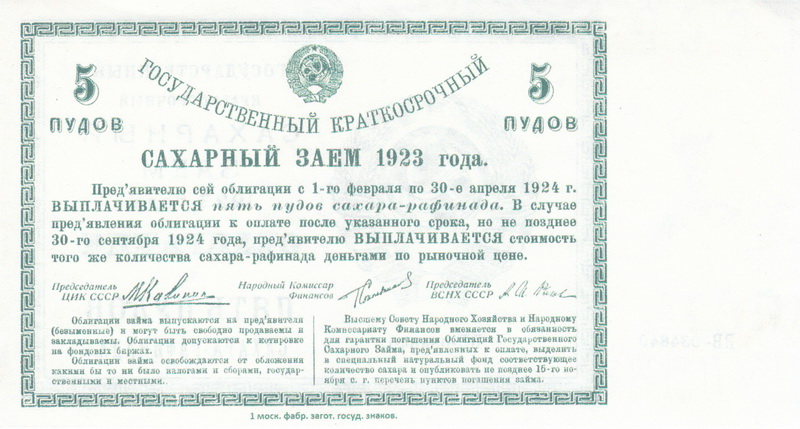 5 ПУДОВ
ГОСУДАРСТВЕННЫЙ КРАТКОСРОЧНЫЙ
5 ПУДОВ
САХАРНЫЙ ЗАЕМ 1923 года.
Пред'явителю сей облигации с 1-го февраля по 30-е апреля 1924 г.
ВЫПЛАЧИВАЕТСЯ пять пудов сахара-рафинада. В случае
пред'явления облигации к оплате после указанного срока, но не позднее
30-го сентября 1924 года, пред'явителю ВЫПЛАЧИВАЕТСЯ стоимость
того же количества сахара-рафинада деньгами по рыночной цене.
Председатель
ЦИК СССР
Народный Комиссар
Финансов
Председатель
ВСНХ СССР
Облигации займа выпускаются на пред'явителя
(безыменные) и могут быть свободно продаваемы и
закладываемы. Облигации допускаются к котировке
на фондовых биржах.
Облигации займа освобождаются от обложения
какими бы то ни было налогами и сборами, государ-
ственными и местными.
Высшему Совету Народного Хозяйства и Народному
Комиссариату Финансов вменяется в обязанность
для гарантии погашения Облигаций Государственного
Сахарного Займа, пред'явленных к оплате, выделить
в специальный натуральный фонд соответствующее
количество сахара и опубликовать не позднее 15-го но-
ября с. г. перечень пунктов погашения займа.
1 моск. фабр. загот. госуд. знаков.